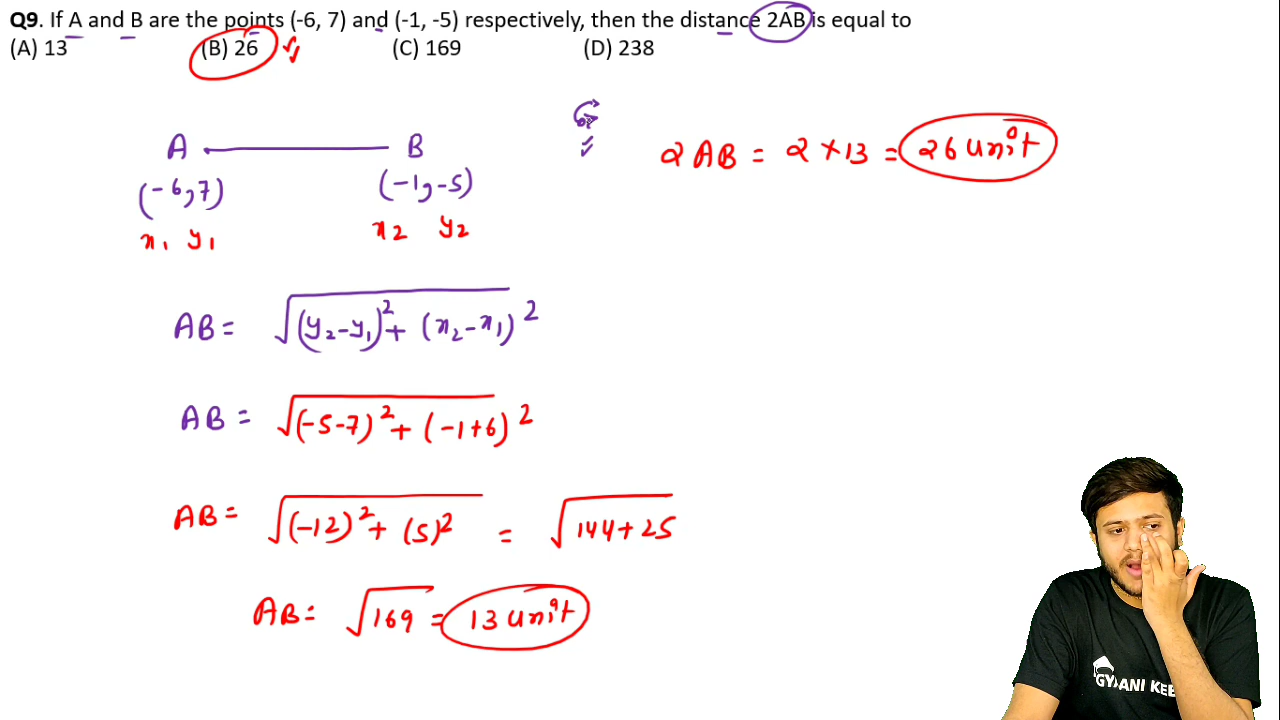 Q9. If A and B are the points (-6, 7) and (-1, -5) respectively, then the distance 2AB is equal to
(A) 13 (B) 26 (C) 169 (D) 238
A B
(-6,7) (-1,-5)
x₁ y₁ x₂ y₂
2AB = 2×13 = 26 unit
AB = √(y₂-y₁)²+(x₂-x₁)²
AB = √(-5-7)²+(-1+6)²
AB = √(-12)²+(5)² = √144+25
AB = √169 = 13 unit